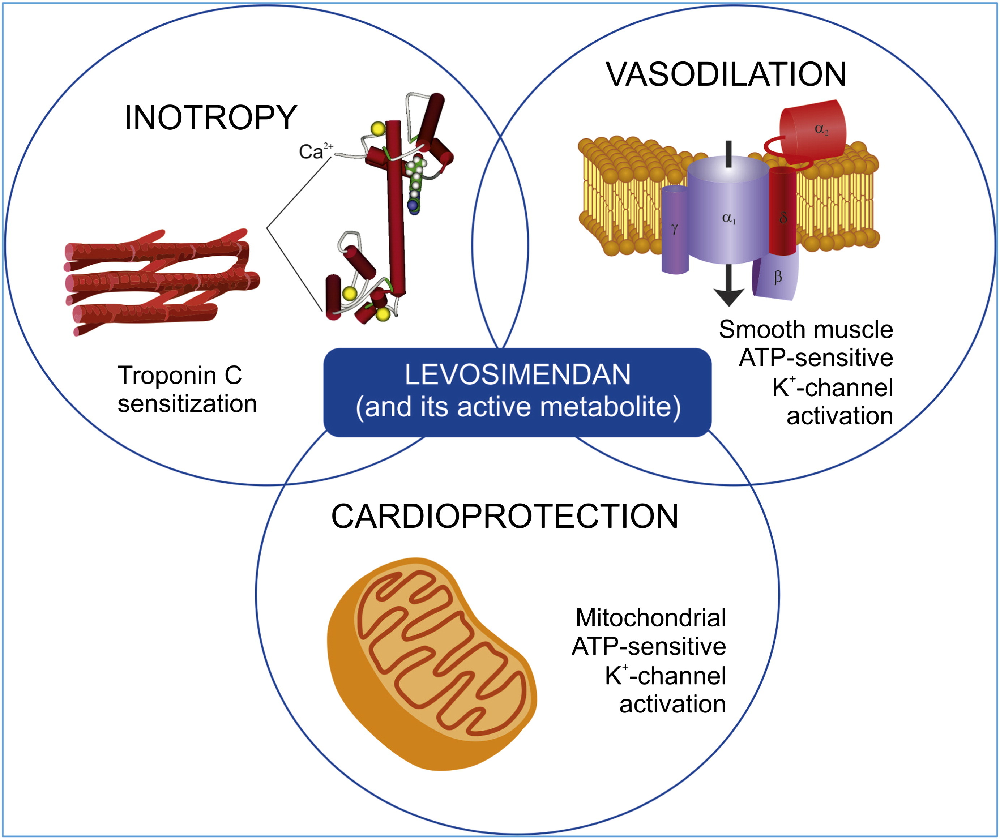 INOTROPY
Ca²⁺
Troponin C
sensitization
VASODILATION
α₂
γ
α₁
δ
β
Smooth muscle
ATP-sensitive
K⁺-channel
activation
LEVOSIMENDAN
(and its active metabolite)
CARDIOPROTECTION
Mitochondrial
ATP-sensitive
K⁺-channel
activation